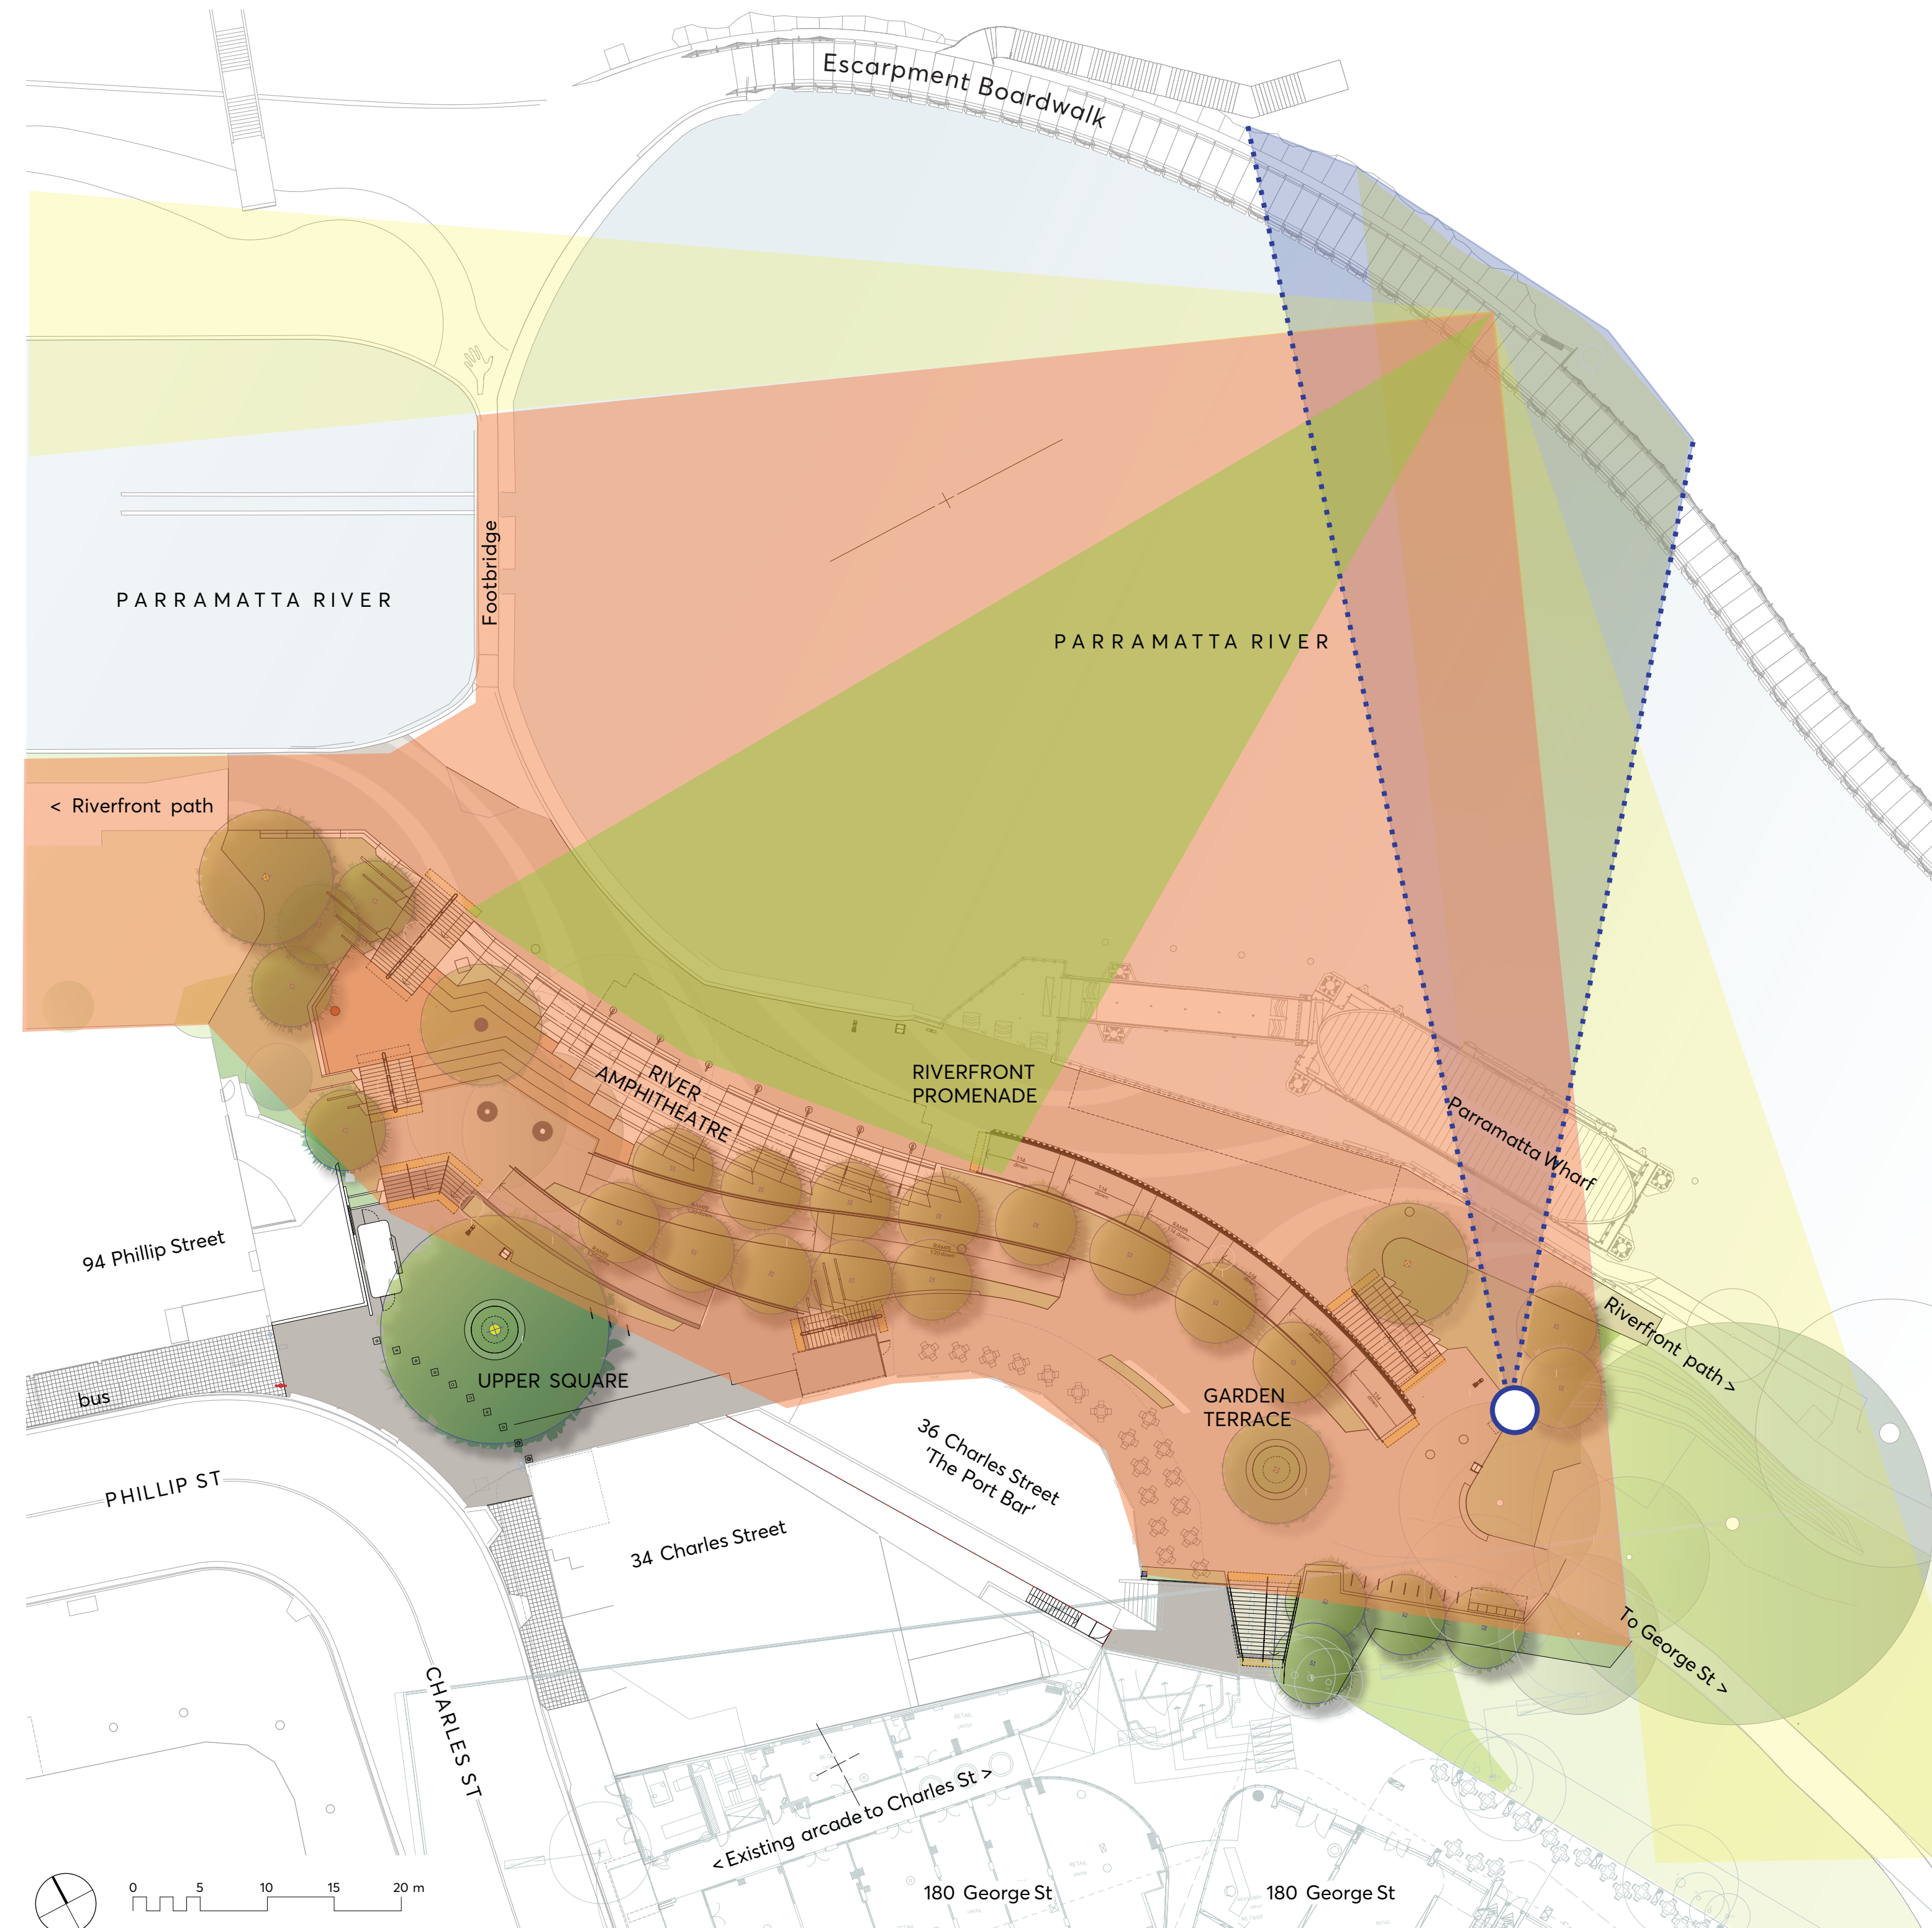 Escarpment Boardwalk
Footbridge
PARRAMATTA RIVER
PARRAMATTA RIVER
< Riverfront path
RIVER
AMPHITHEATRE
RIVERFRONT
PROMENADE
Parramatta Wharf
94 Phillip Street
Riverfront path >
bus
UPPER SQUARE
GARDEN
TERRACE
36 Charles Street
'The Port Bar'
PHILLIP ST
34 Charles Street
To George St >
CHARLES ST
< Existing arcade to Charles St >
0 5 10 15 20 m
180 George St
180 George St